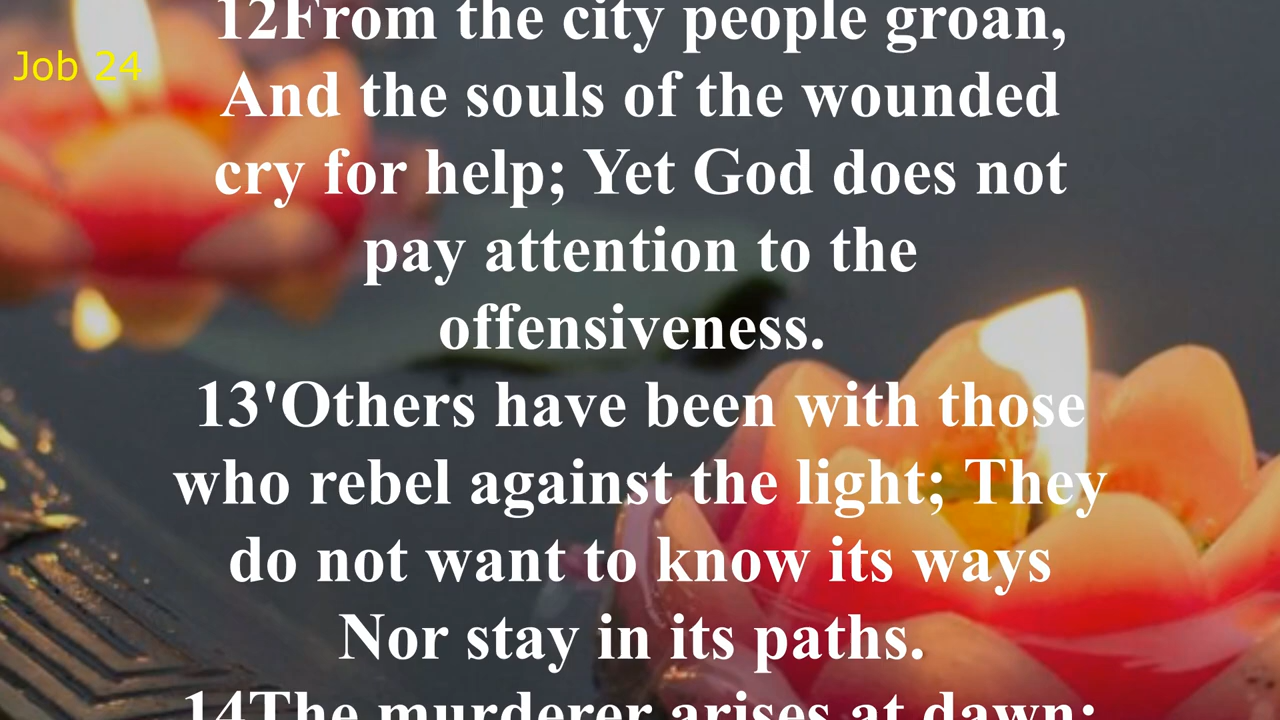 12From the city people groan,
Job 24
And the souls of the wounded
cry for help; Yet God does not
pay attention to the
offensiveness.
13'Others have been with those
who rebel against the light; They
do not want to know its ways
Nor stay in its paths.
14The murderer arises at dawn;